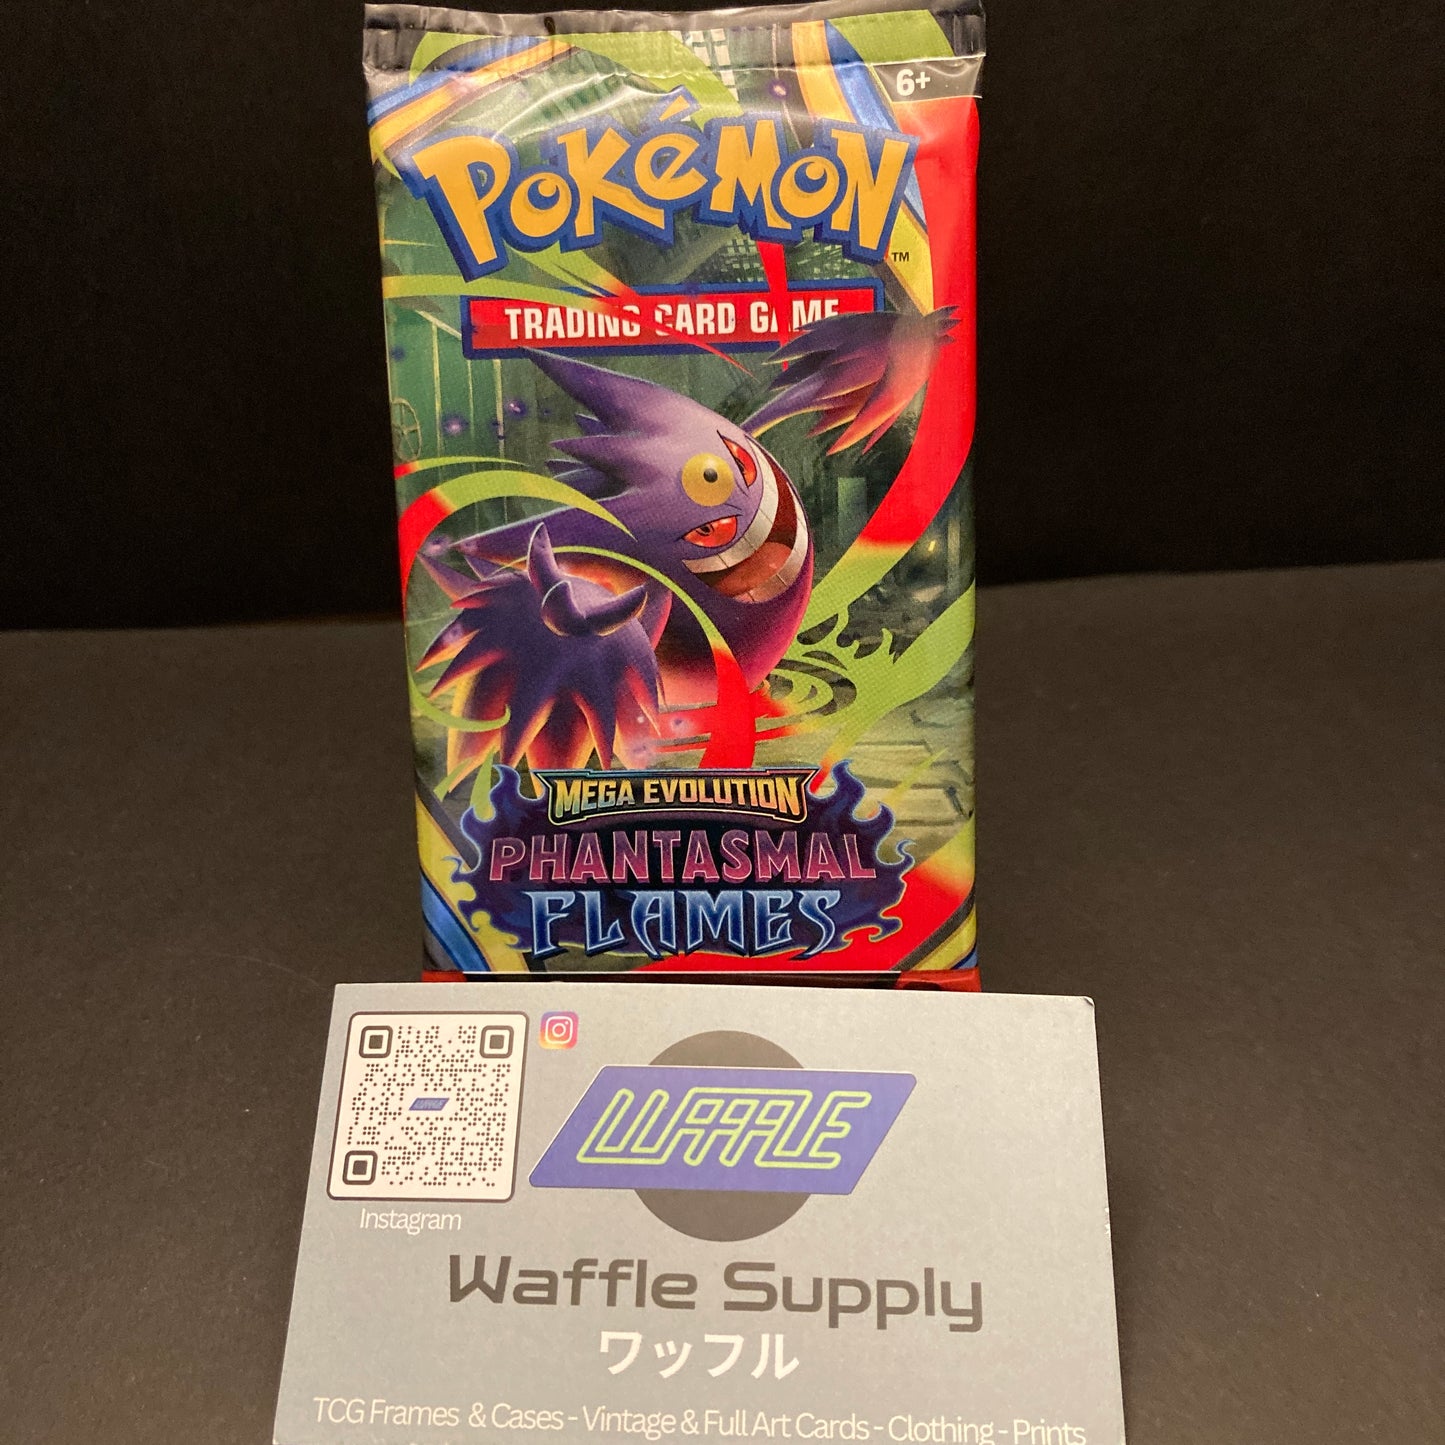 6+
POKéMON
TM
TRADING CARD GAME
MEGA EVOLUTION
PHANTASMAL
FLAMES
WAFFLE
Instagram
Waffle Supply
ワッフル
TCG Frames & Cases - Vintage & Full Art Cards - Clothing - Prints